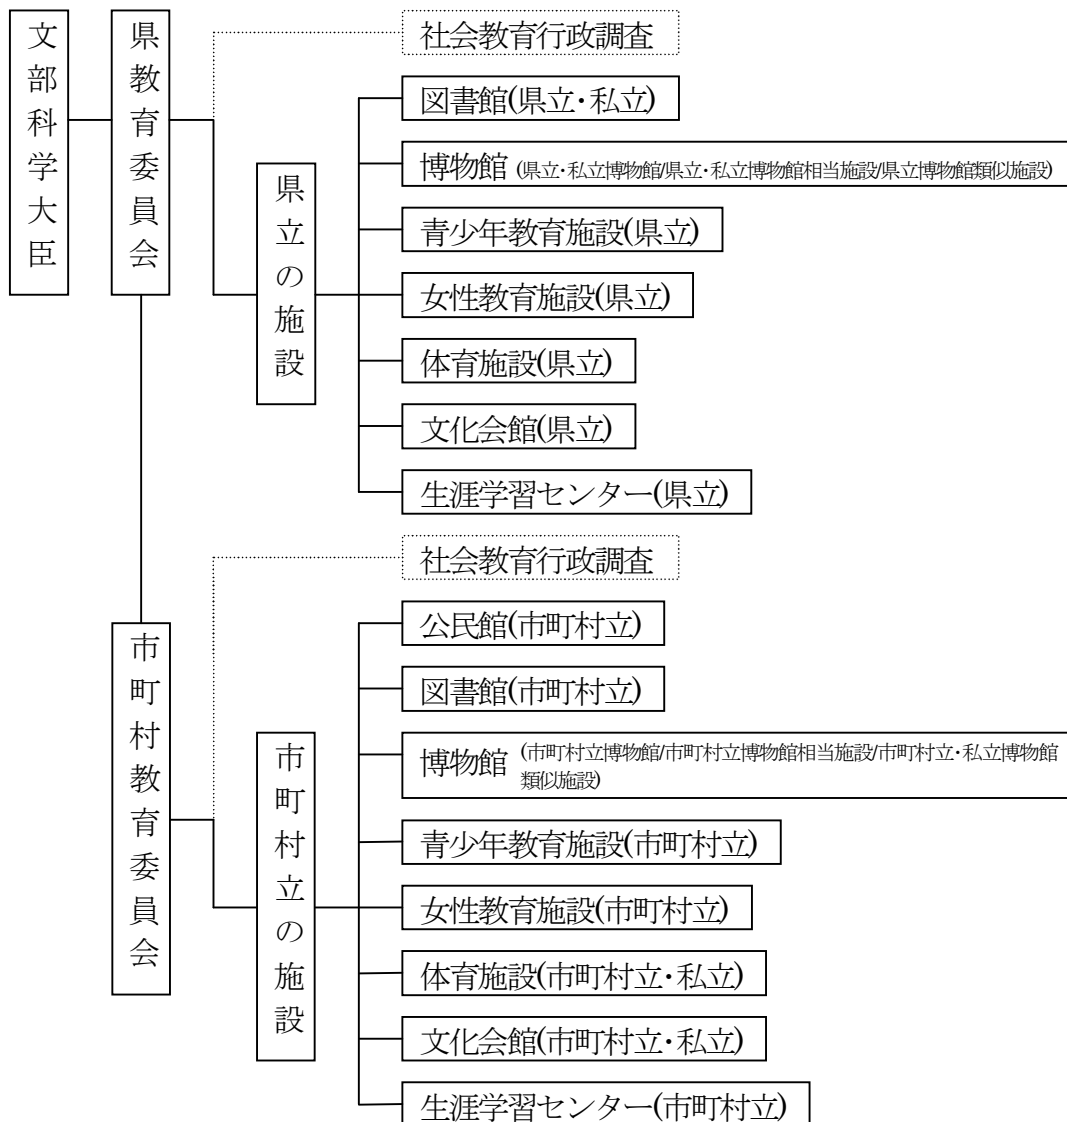 文部科学大臣
県教育委員会
社会教育行政調査
県立の施設
図書館(県立・私立)
博物館 (県立・私立博物館/県立・私立博物館相当施設/県立博物館類似施設)
青少年教育施設(県立)
女性教育施設(県立)
体育施設(県立)
文化会館(県立)
生涯学習センター(県立)
市町村教育委員会
社会教育行政調査
市町村立の施設
公民館(市町村立)
図書館(市町村立)
博物館 (市町村立博物館/市町村立博物館相当施設/市町村立・私立博物館
類似施設)
青少年教育施設(市町村立)
女性教育施設(市町村立)
体育施設(市町村立・私立)
文化会館(市町村立・私立)
生涯学習センター(市町村立)